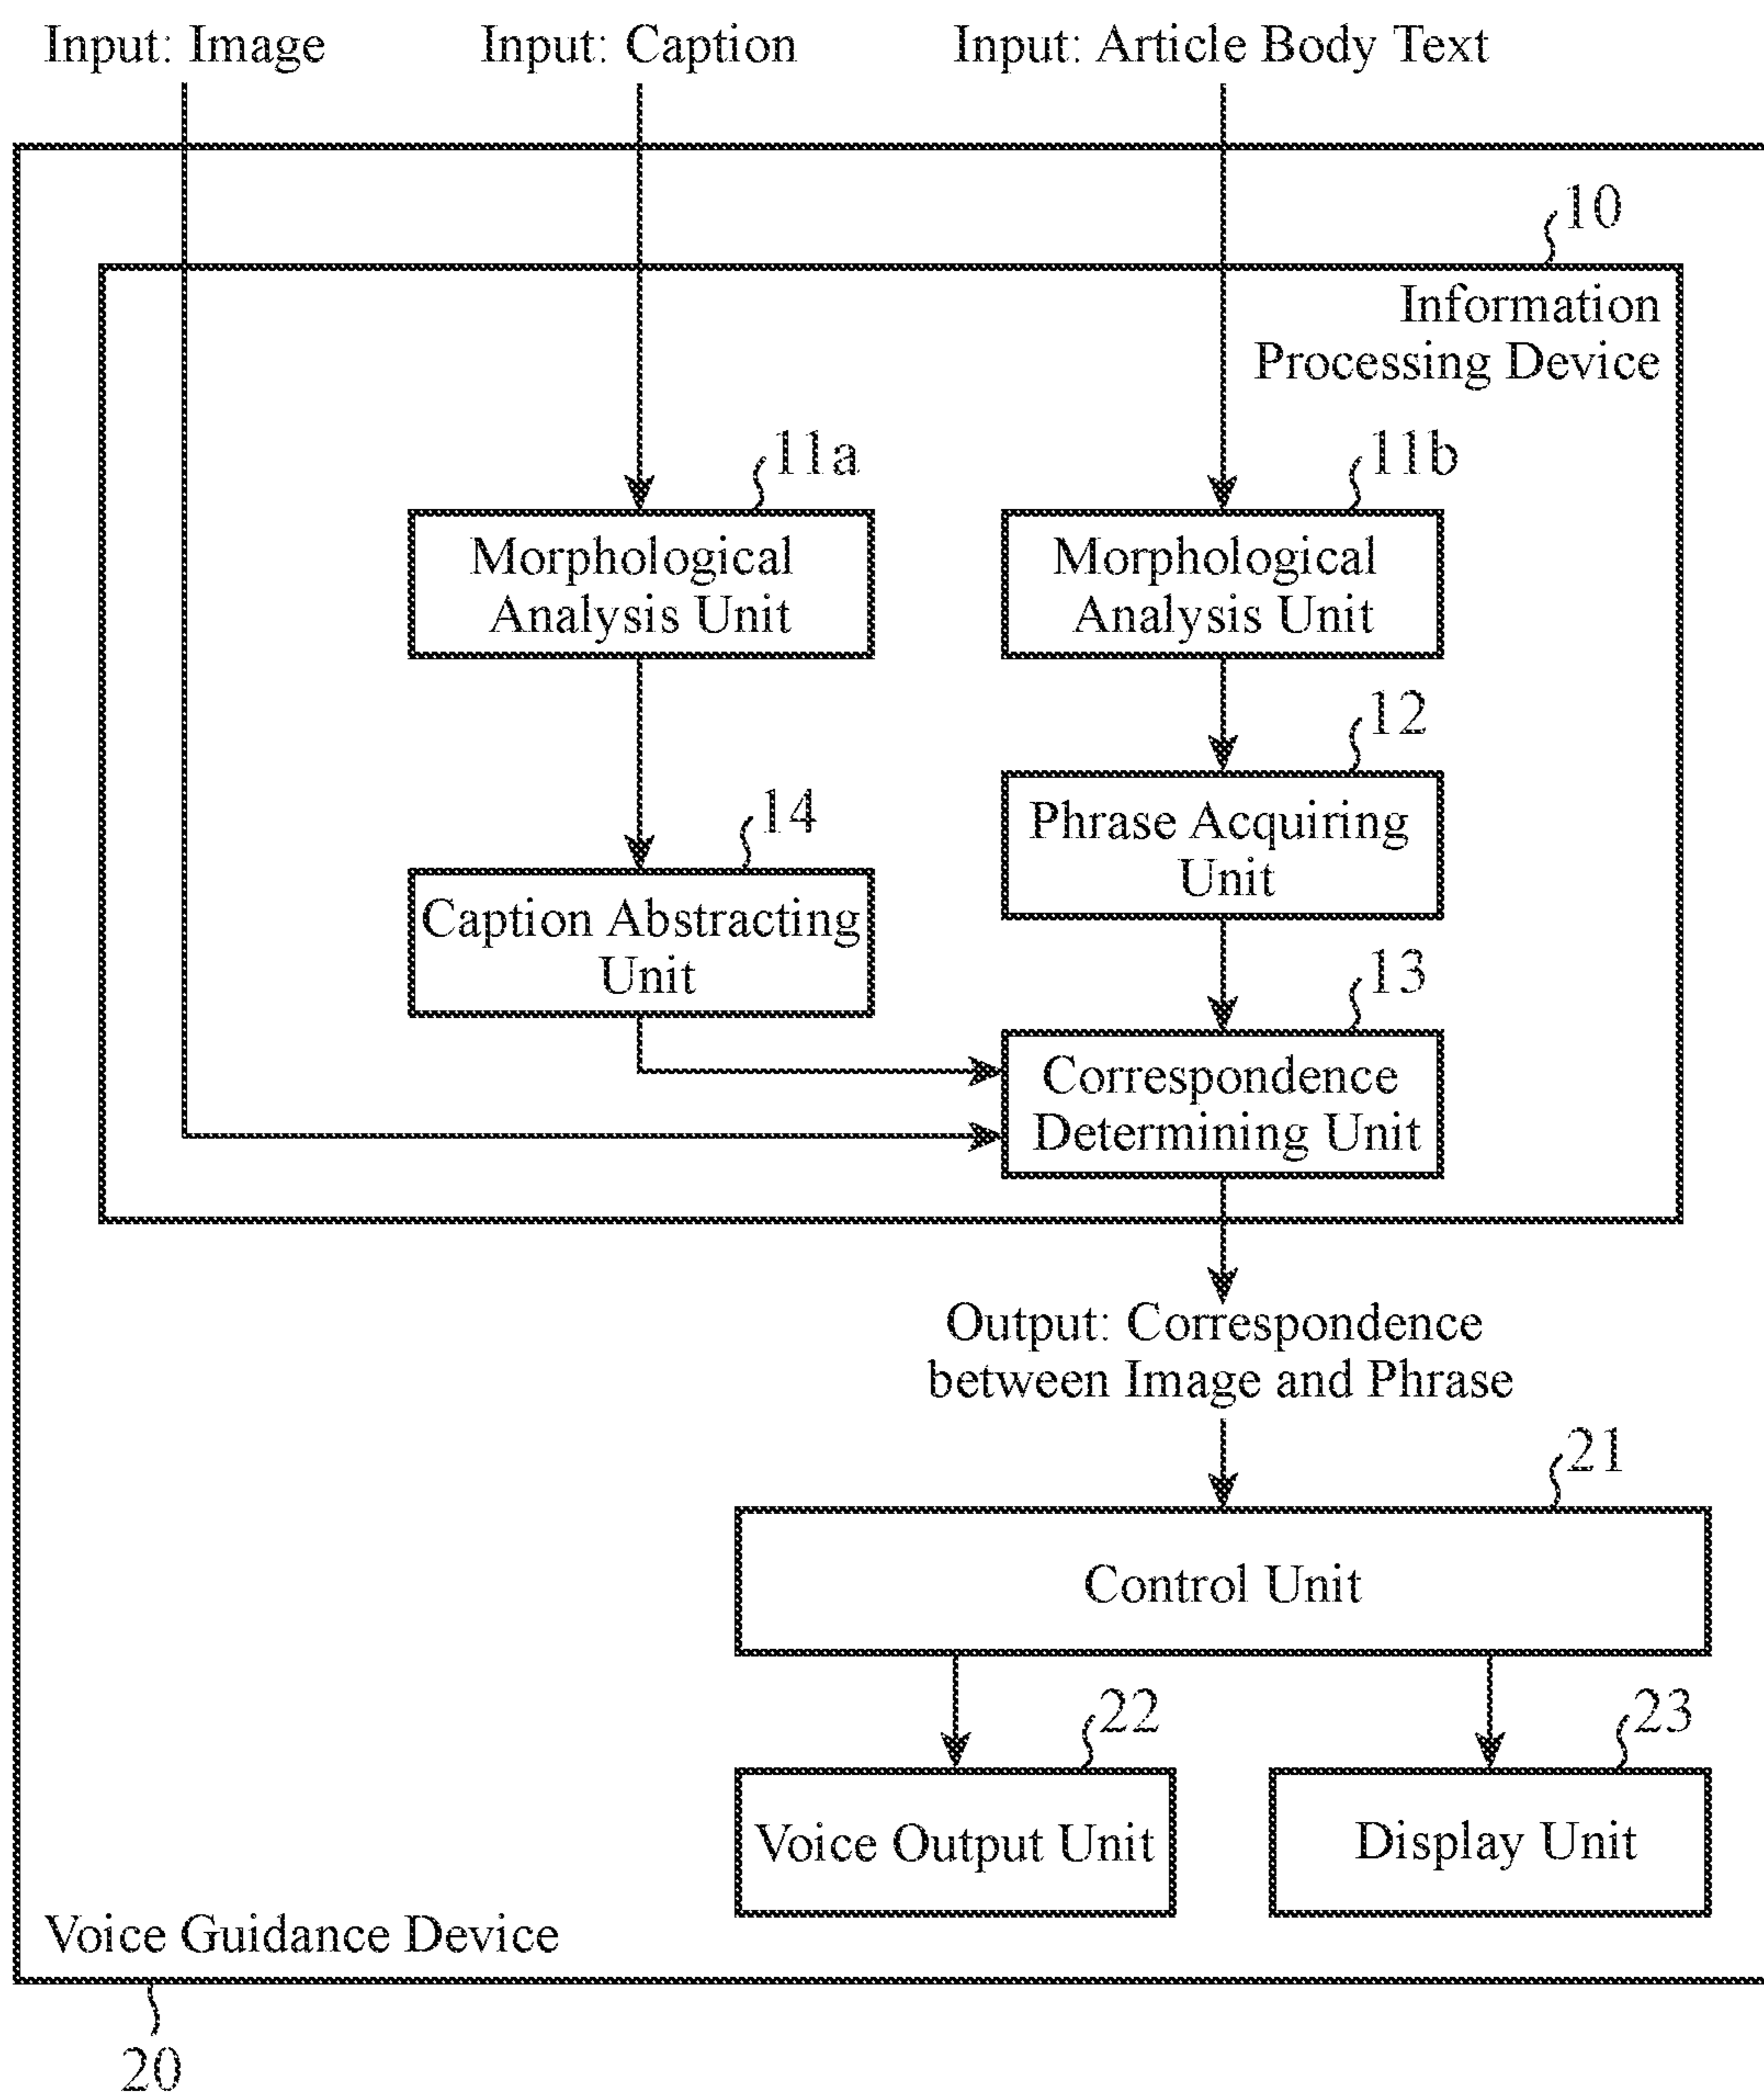 Input: Image
Input: Caption
Input: Article Body Text
10
Information
Processing Device
11a
Morphological
Analysis Unit
11b
Morphological
Analysis Unit
12
Phrase Acquiring
Unit
14
Caption Abstracting
Unit
13
Correspondence
Determining Unit
Output: Correspondence
between Image and Phrase
21
Control Unit
22
Voice Output Unit
23
Display Unit
Voice Guidance Device
20